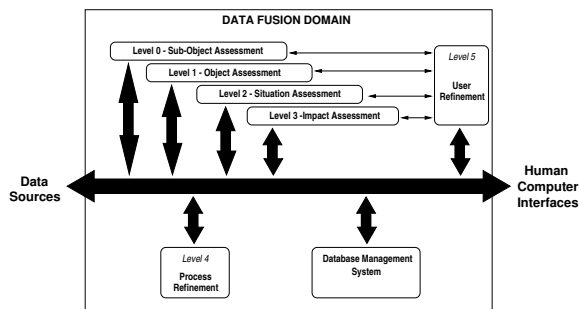 DATA FUSION DOMAIN
Level 0 - Sub-Object Assessment
Level 1 - Object Assessment
Level 2 - Situation Assessment
Level 3 -Impact Assessment
Level 5
User
Refinement
Data
Sources
Human
Computer
Interfaces
Level 4
Process
Refinement
Database Management
System